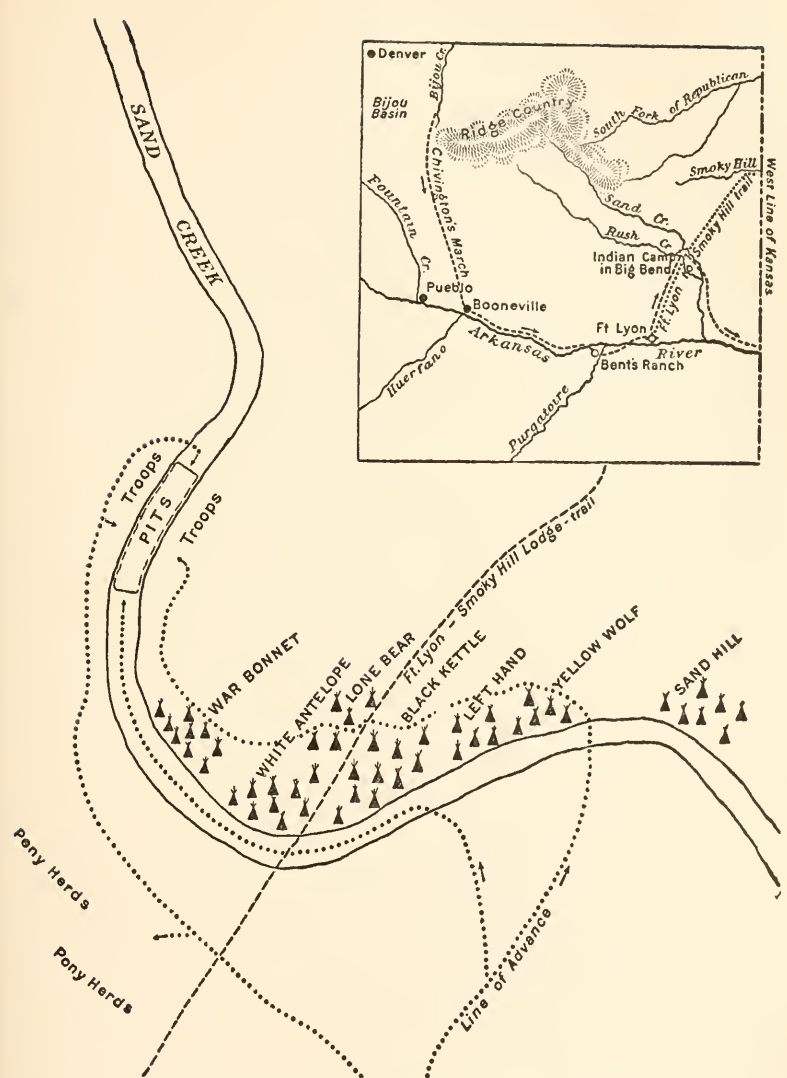 SAND
CREEK
Denver
Bijou Cr.
Bijou
Basin
Ridge Country
South Fork of Republican
Smoky Hill
Smoky Hill trail
West Line of Kansas
Chivington's March
Fountain
Cr.
Sand Cr.
Rush Cr.
Indian Camp
in Big Bend
Pueblo
Booneville
Ft Lyon
Ft. Lyon
Arkansas
River
Huerfano
Bent's Ranch
Purgatoire
Troops
PITS
Troops
Ft. Lyon - Smoky Hill Lodge-trail
WAR BONNET
WHITE ANTELOPE
LONE BEAR
BLACK KETTLE
LEFT HAND
YELLOW WOLF
SAND HILL
Pony Herds
Pony Herds
Line of Advance